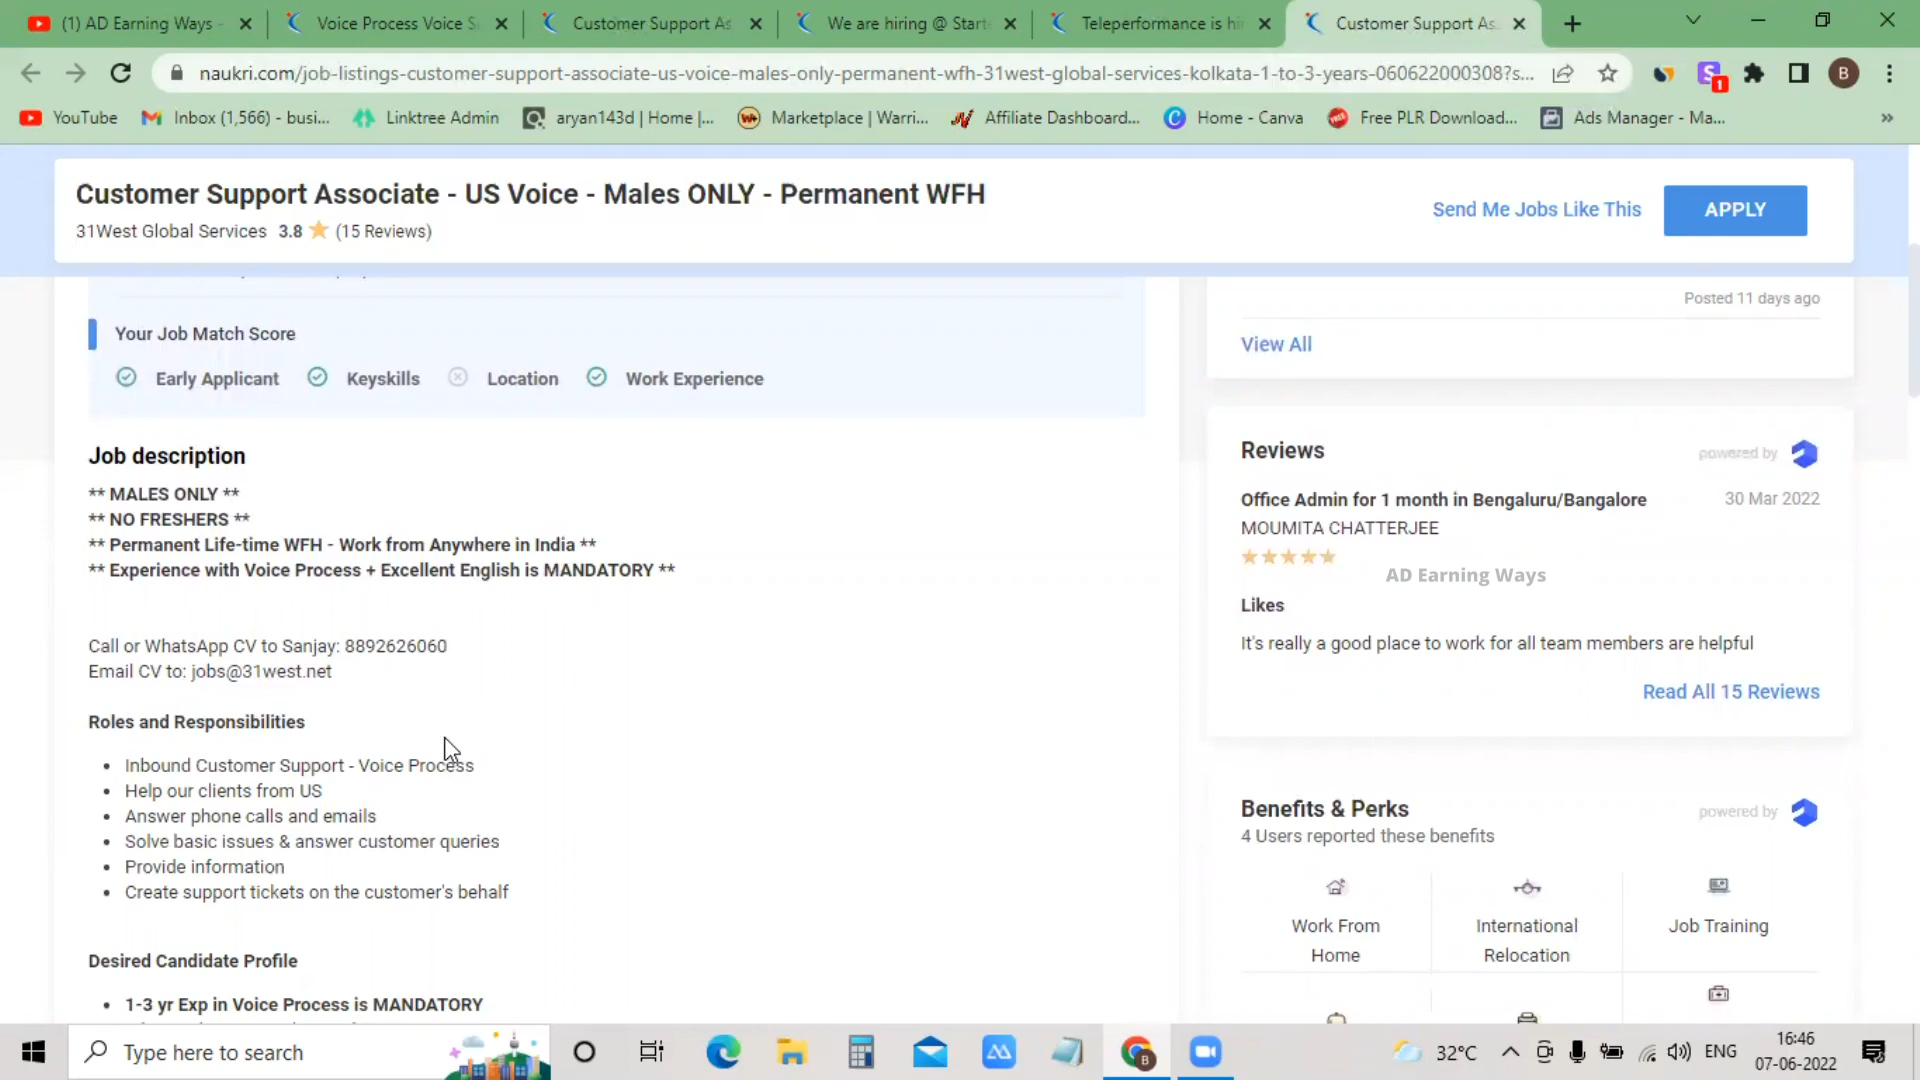 (1) AD Earning Ways -
Voice Process Voice S
Customer Support As
We are hiring @ Start
Teleperformance is hi
Customer Support As
naukri.com/job-listings-customer-support-associate-us-voice-males-only-permanent-wfh-31west-global-services-kolkata-1-to-3-years-060622000308?s...
S
1
B
YouTube
Inbox (1,566) - busi...
Linktree Admin
aryan143d | Home |...
Marketplace | Warri...
Affiliate Dashboard...
Home - Canva
Free PLR Download...
Ads Manager - Ma...
»
Customer Support Associate - US Voice - Males ONLY - Permanent WFH
31West Global Services 3.8 (15 Reviews)
Send Me Jobs Like This
APPLY
Posted 11 days ago
View All
Your Job Match Score
Early Applicant
Keyskills
Location
Work Experience
Job description
** MALES ONLY **
** NO FRESHERS **
** Permanent Life-time WFH - Work from Anywhere in India **
** Experience with Voice Process + Excellent English is MANDATORY **
Call or WhatsApp CV to Sanjay: 8892626060
Email CV to: jobs@31west.net
Roles and Responsibilities
• Inbound Customer Support - Voice Process
• Help our clients from US
• Answer phone calls and emails
• Solve basic issues & answer customer queries
• Provide information
• Create support tickets on the customer's behalf
Desired Candidate Profile
• 1-3 yr Exp in Voice Process is MANDATORY
Reviews
powered by
Office Admin for 1 month in Bengaluru/Bangalore
30 Mar 2022
MOUMITA CHATTERJEE
AD Earning Ways
Likes
It's really a good place to work for all team members are helpful
Read All 15 Reviews
Benefits & Perks
powered by
4 Users reported these benefits
Work From
Home
International
Relocation
Job Training
Type here to search
B
32°C
ENG
16:46
07-06-2022